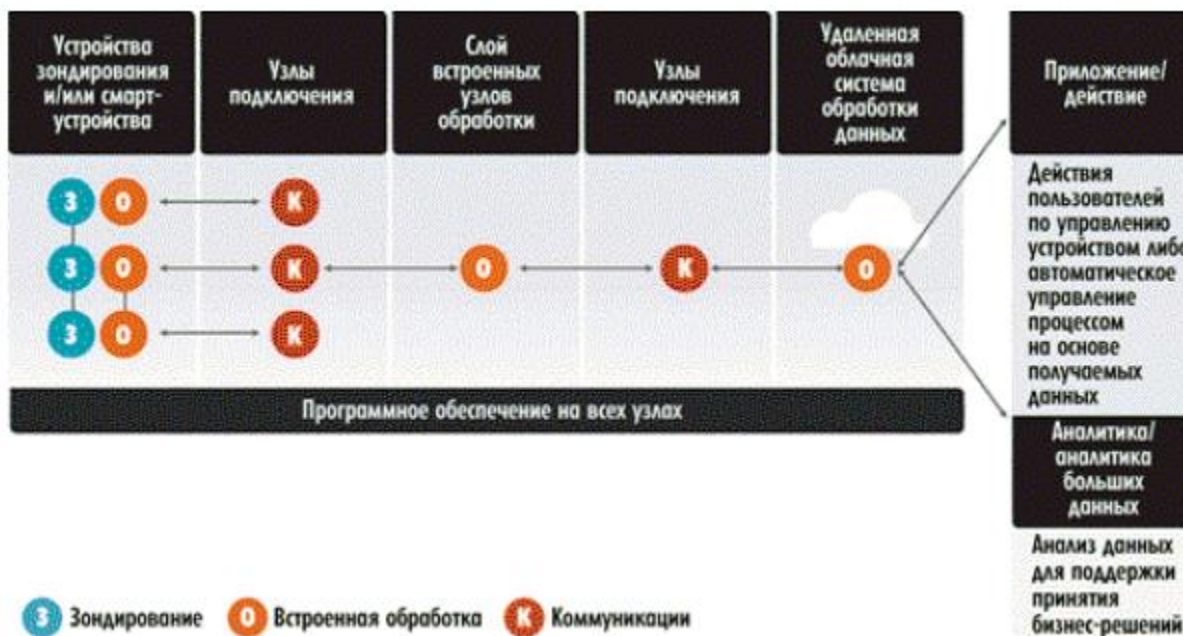 Устройства
зондирования
и/или смарт-
устройства
Узлы
подключения
Слой
встроенных
узлов
обработки
Узлы
подключения
Удаленная
облачная
система
обработки
данных
Приложение/
действие
З О К
З О К О К О
З О К
Действия
пользователей
по управлению
устройством либо
автоматическое
управление
процессом
на основе
получаемых
данных
Программное обеспечение на всех узлах
Аналитика/
аналитика
больших
данных
Анализ данных
для поддержки
принятия
бизнес-решений
З Зондирование О Встроенная обработка К Коммуникации